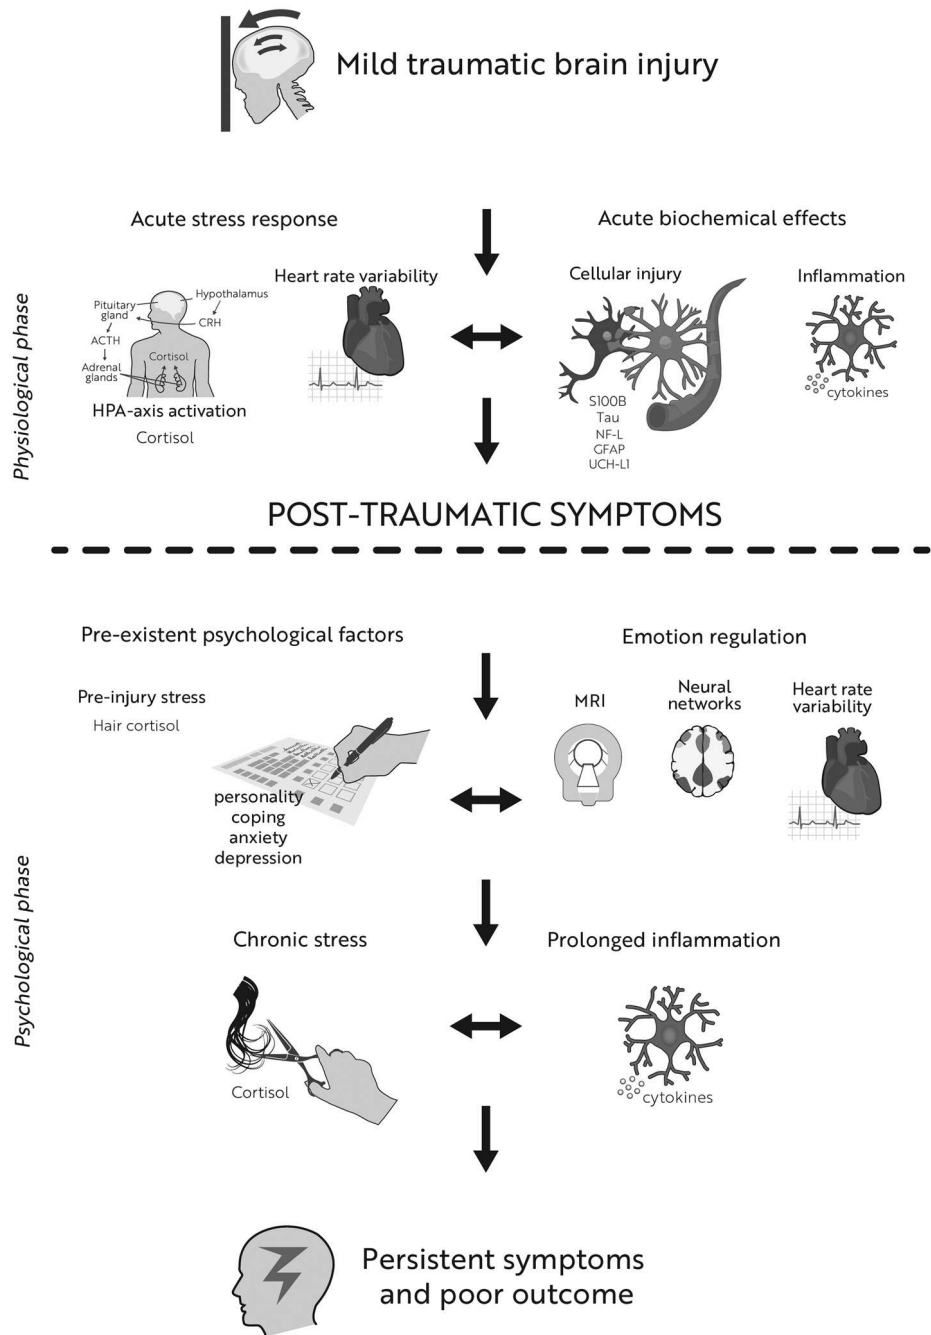 Mild traumatic brain injury
Acute stress response
Acute biochemical effects
Physiological phase
Heart rate variability
Cellular injury
Inflammation
Hypothalamus
Pituitary
gland
CRH
ACTH
Cortisol
Adrenal
glands
HPA-axis activation
Cortisol
S100B
Tau
NF-L
GFAP
UCH-L1
cytokines
POST-TRAUMATIC SYMPTOMS
Psychological phase
Pre-existent psychological factors
Emotion regulation
Pre-injury stress
Hair cortisol
personality
coping
anxiety
depression
MRI
Neural
networks
Heart rate
variability
Chronic stress
Prolonged inflammation
Cortisol
cytokines
Persistent symptoms
and poor outcome